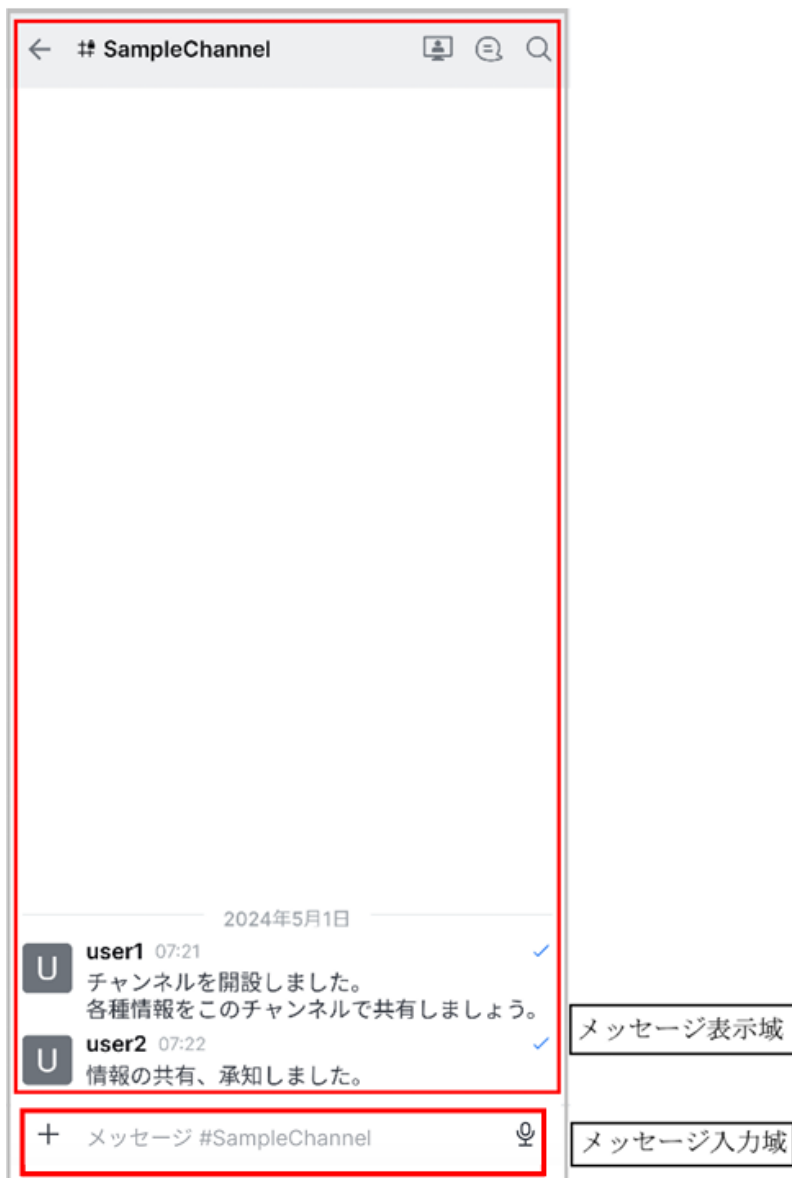 SampleChannel
2024年5月1日
user1 07:21
U
チャンネルを開設しました。
各種情報をこのチャンネルで共有しましょう。
user2 07:22
U
情報の共有、承知しました。
メッセージ表示域
メッセージ #SampleChannel
メッセージ入力域